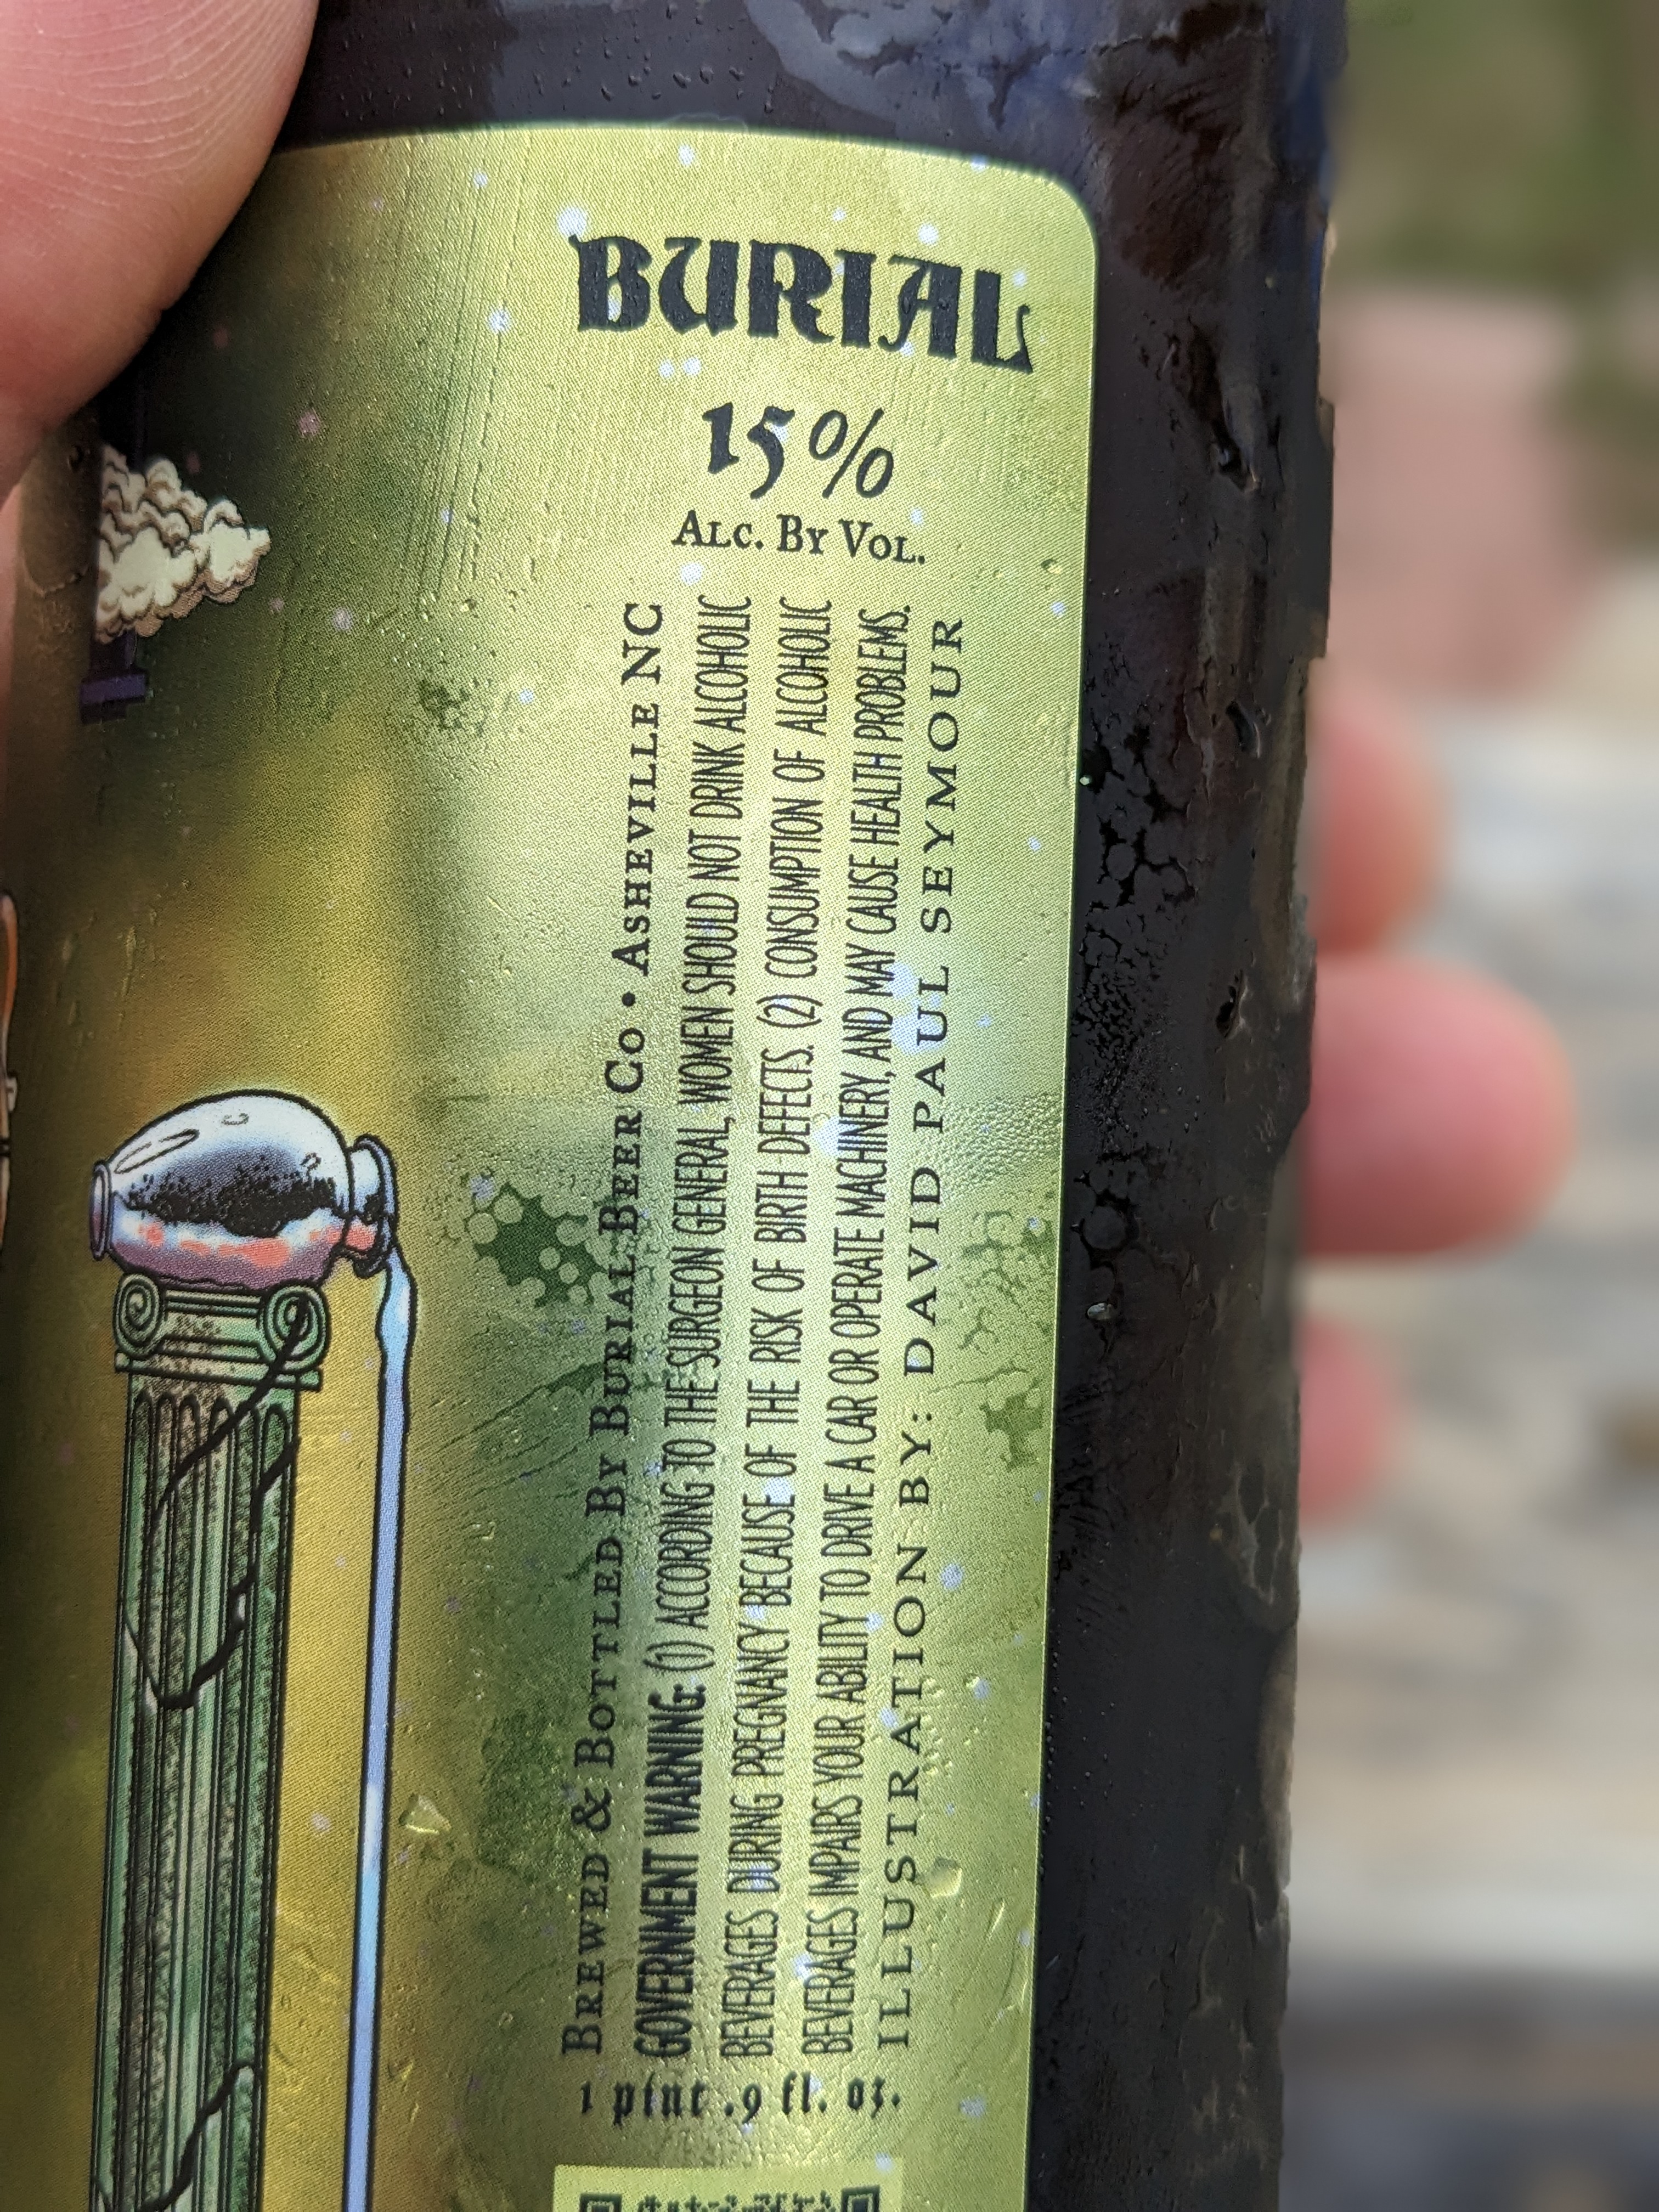 BURIAL
15%
ALC. BY VOL.
BREWED & BOTTLED BY BURIAL BEER CO • ASHEVILLE NC
GOVERNMENT WARNING: (1) ACCORDING TO THE SURGEON GENERAL, WOMEN SHOULD NOT DRINK ALCOHOLIC
BEVERAGES DURING PREGNANCY BECAUSE OF THE RISK OF BIRTH DEFECTS. (2) CONSUMPTION OF ALCOHOLIC
BEVERAGES IMPAIRS YOUR ABILITY TO DRIVE A CAR OR OPERATE MACHINERY, AND MAY CAUSE HEALTH PROBLEMS.
ILLUSTRATION BY: DAVID PAUL SEYMOUR
1 pint .9 fl. oz.